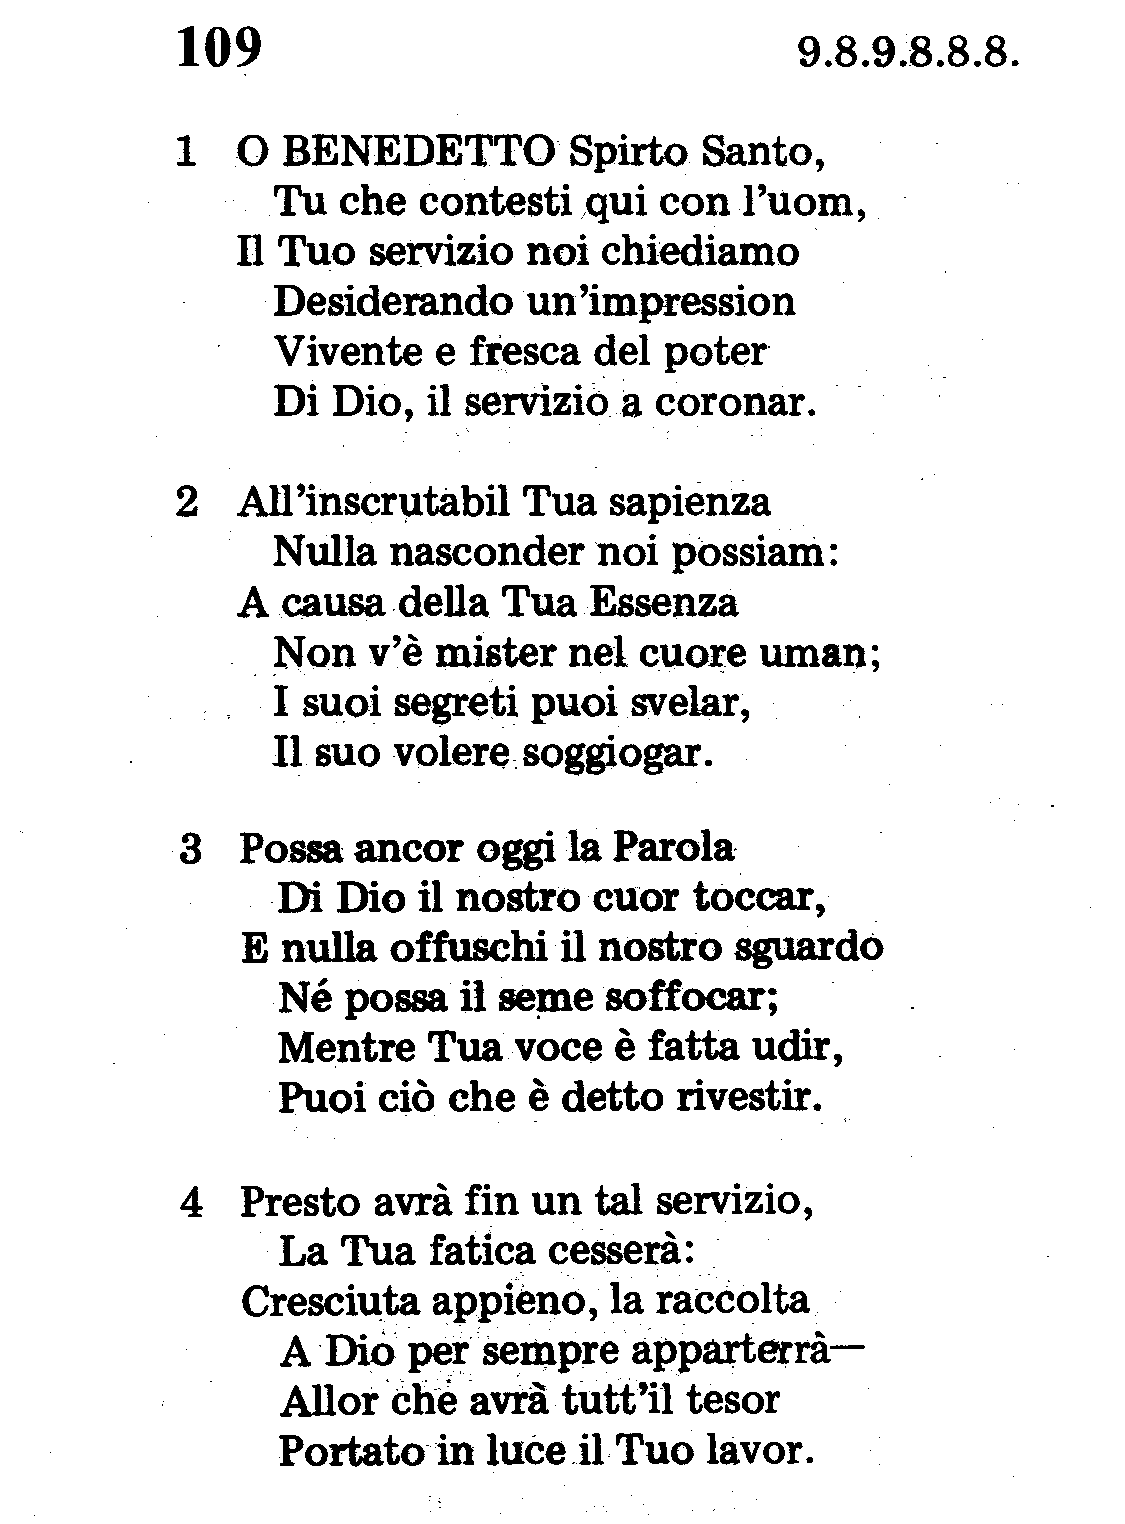 109 9.8.9.8.8.8.
1 O BENEDETTO Spirto Santo,
Tu che contesti qui con l'uom,
Il Tuo servizio noi chiediamo
Desiderando un'impression
Vivente e fresca del poter
Di Dio, il servizio a coronar.
2 All'inscrutabil Tua sapienza
Nulla nasconder noi possiam:
A causa della Tua Essenza
Non v'è mister nel cuore uman;
I suoi segreti puoi svelar,
Il suo volere soggiogar.
3 Possa ancor oggi la Parola
Di Dio il nostro cuor toccar,
E nulla offuschi il nostro sguardo
Né possa il seme soffocar;
Mentre Tua voce è fatta udir,
Puoi ciò che è detto rivestir.
4 Presto avrà fin un tal servizio,
La Tua fatica cesserà:
Cresciuta appieno, la raccolta
A Dio per sempre apparterrà—
Allor che avrà tutt'il tesor
Portato in luce il Tuo lavor.